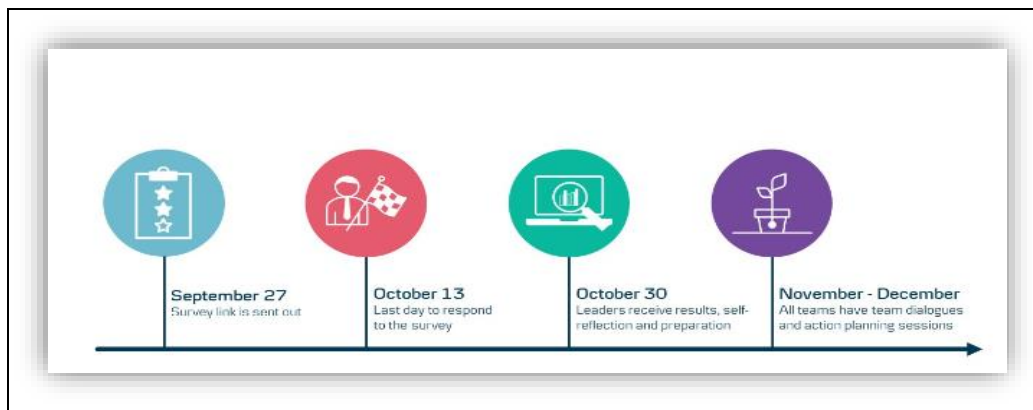 September 27
Survey link is sent out
October 13
Last day to respond
to the survey
October 30
Leaders receive results, self-
reflection and preparation
November - December
All teams have team dialogues
and action planning sessions